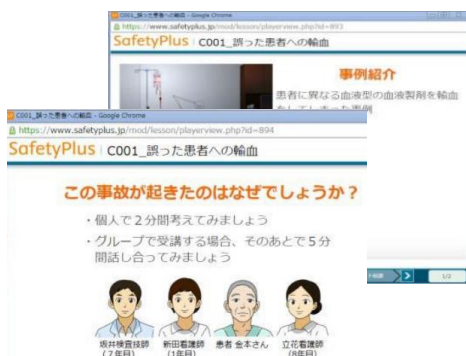 C001_誤った患者への輸血 - Google Chrome
https://www.safetyplus.jp/mod/lesson/playerview.php?id=893
SafetyPlus C001_誤った患者への輸血
事例紹介
患者に異なる血液型の血液製剤を輸血
C001_誤った患者への輸血 - Google Chrome
https://www.safetyplus.jp/mod/lesson/playerview.php?id=894
SafetyPlus C001_誤った患者への輸血
この事故が起きたのはなぜでしょうか？
・個人で2分間考えてみましょう
・グループで受講する場合、そのあとで5分
間話し合ってみましょう
坂井検査技師
（7年目）
新田看護師
（1年目）
患者 金本さん
立花看護師
（8年目）
1/2